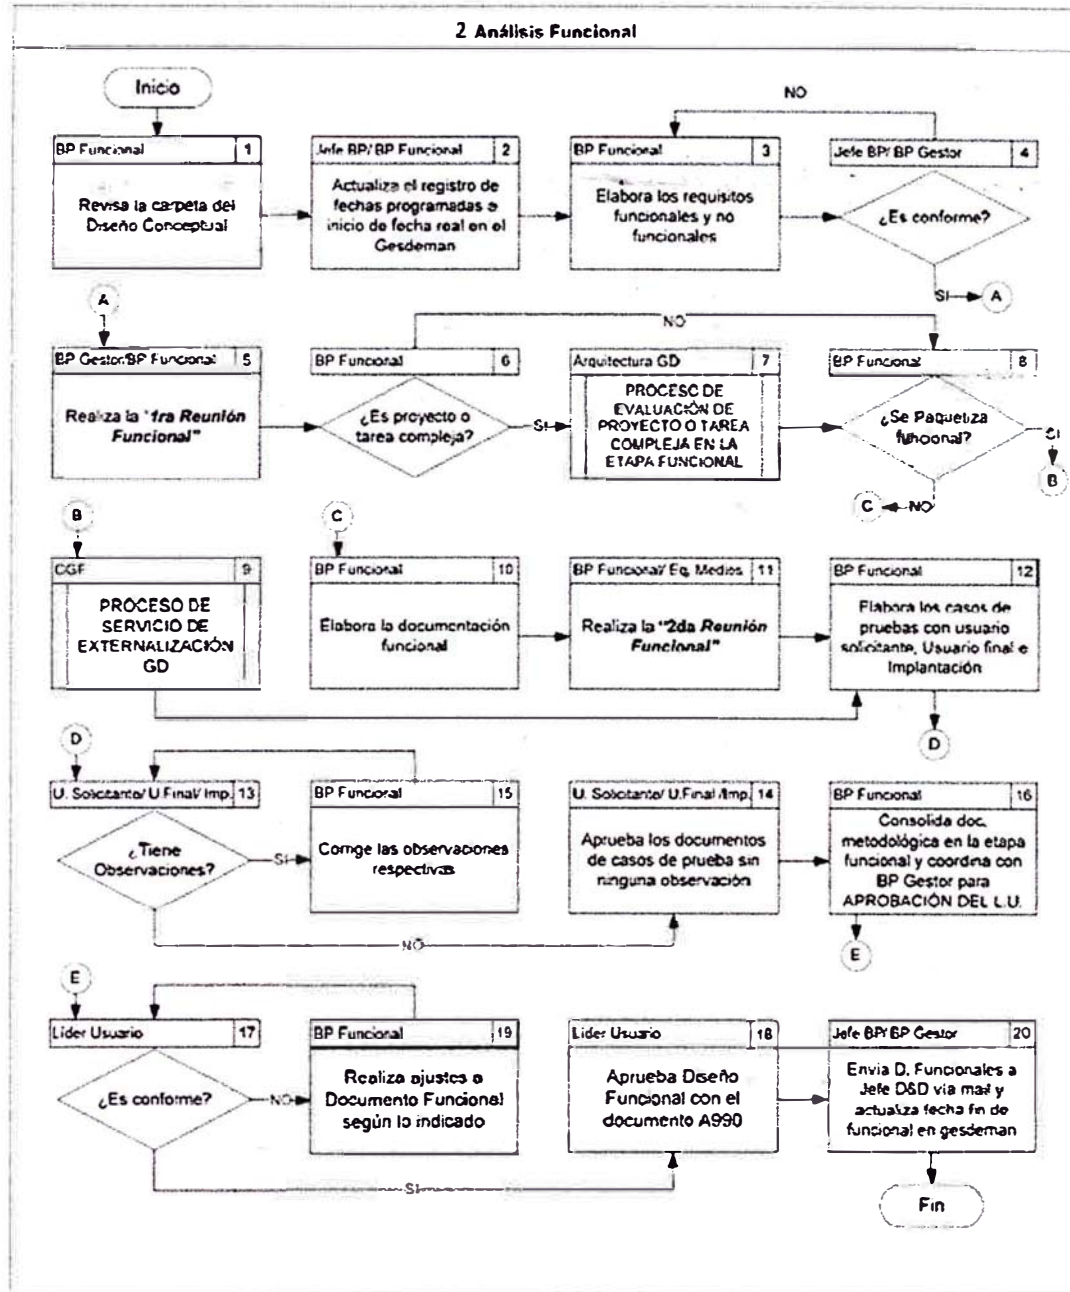 2 Análisis Funcional
Inicio
NO
BP Funcional 1
Revisa la carpeta del
Diseño Conceptual
Jefe BP/ BP Funcional 2
Actualiza el registro de
fechas programadas a
inicio de fecha real en el
Gesdeman
BP Funcional 3
Elabora los requisitos
funcionales y no
funcionales
Jefe BP/ BP Gestor 4
¿Es conforme?
SI
A
A
NO
BP Gestor/BP Funcional 5
Realiza la "1ra Reunión
Funcional"
BP Funcional 6
¿Es proyecto o
tarea compleja?
SI
Arquitectura GD 7
PROCESO DE
EVALUACIÓN DE
PROYECTO O TAREA
COMPLEJA EN LA
ETAPA FUNCIONAL
BP Funcional 8
¿Se Paquetiza
funcional?
SI
B
NO
C
B
C
CGF 9
PROCESO DE
SERVICIO DE
EXTERNALIZACIÓN
GD
BP Funcional 10
Elabora la documentación
funcional
BP Funcional/ Eq. Medios 11
Realiza la "2da Reunión
Funcional"
BP Funcional 12
Elabora los casos de
pruebas con usuario
solicitante, Usuario final e
Implantación
D
D
U. Solicitante/ U.Final/ Imp. 13
¿Tiene
Observaciones?
SI
BP Funcional 15
Corrige las observaciones
respectivas
U. Solicitante/ U.Final /Imp. 14
Aprueba los documentos
de casos de prueba sin
ninguna observación
BP Funcional 16
Consolida doc.
metodológica en la etapa
funcional y coordina con
BP Gestor para
APROBACIÓN DEL L.U.
NO
E
E
Líder Usuario 17
¿Es conforme?
NO
BP Funcional 19
Realiza ajustes a
Documento Funcional
según lo indicado
Líder Usuario 18
Aprueba Diseño
Funcional con el
documento A990
Jefe BP/ BP Gestor 20
Envia D. Funcionales a
Jefe D&D via mail y
actualiza fecha fin de
funcional en gesdeman
SI
Fin